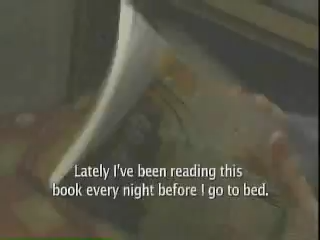 Lately I've been reading this
book every night before I go to bed.